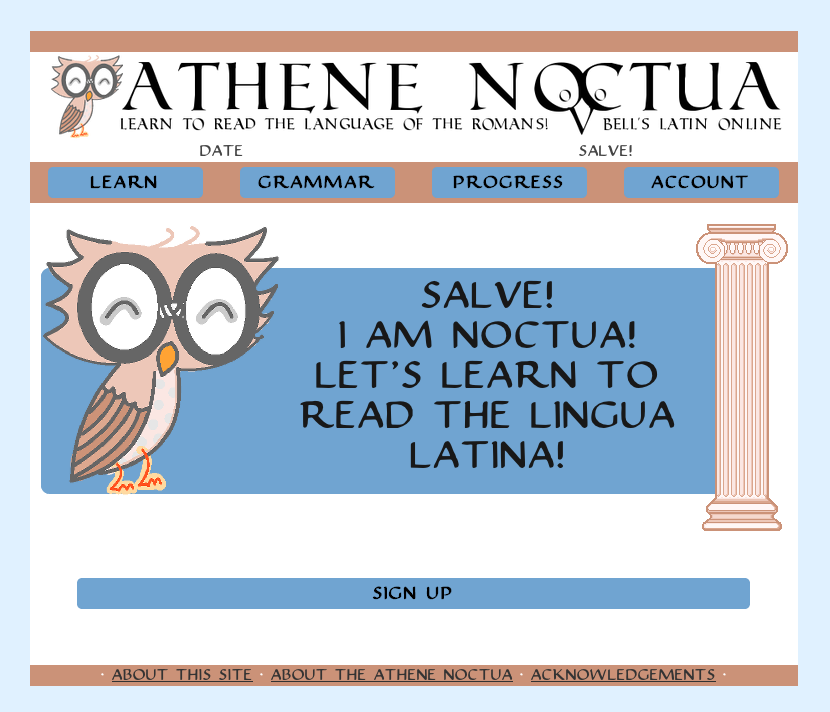 ATHENE NOCTUA
LEARN TO READ THE LANGUAGE OF THE ROMANS! BELL'S LATIN ONLINE
DATE SALVE!
LEARN GRAMMAR PROGRESS ACCOUNT
SALVE!
I AM NOCTUA!
LET'S LEARN TO
READ THE LINGUA
LATINA!
SIGN UP
· ABOUT THIS SITE · ABOUT THE ATHENE NOCTUA · ACKNOWLEDGEMENTS ·